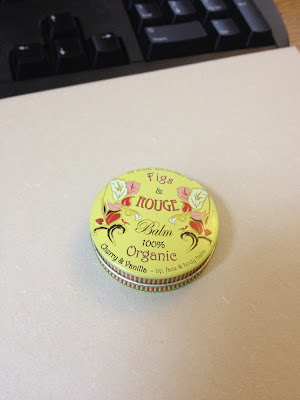 Figs
&
ROUGE
Balm
100%
Organic
Cherry & Vanilla - lip, face & body balm